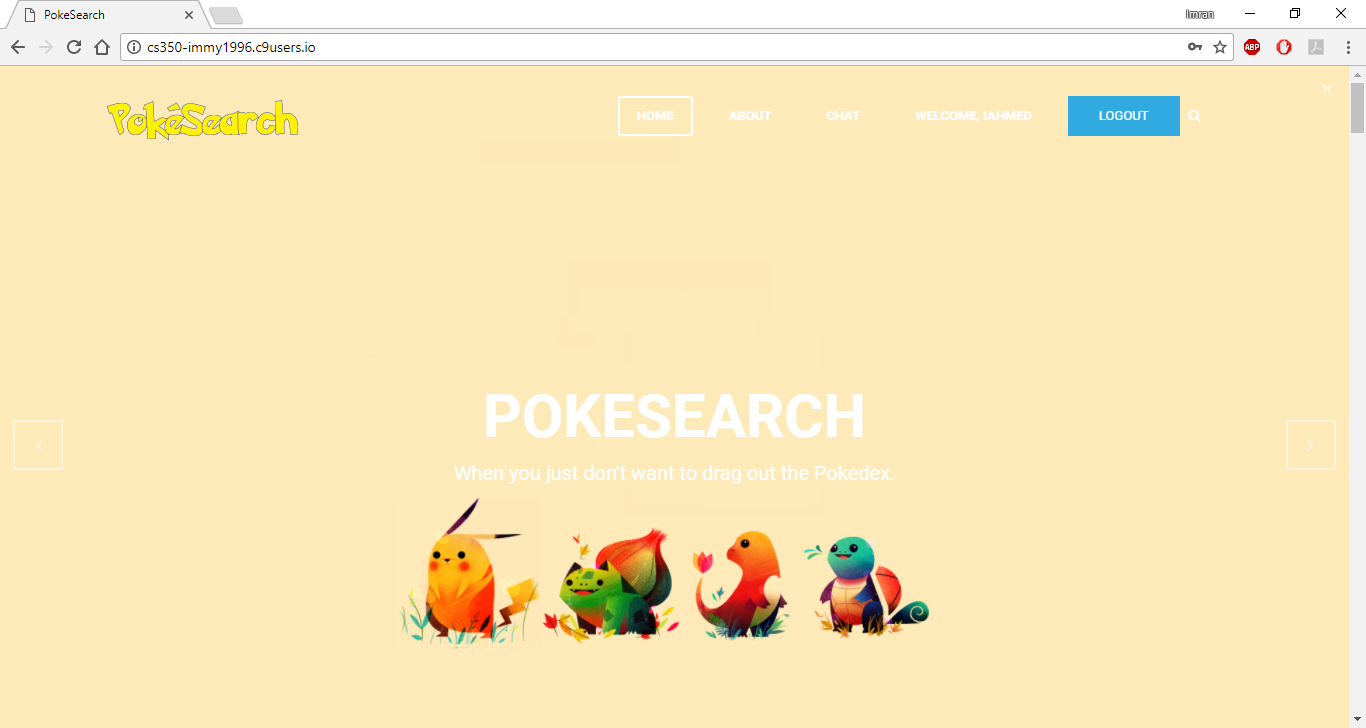 PokeSearch
Imran
cs350-immy1996.c9users.io
ABP
PokéSearch
HOME
ABOUT
CHAT
WELCOME, IAHMED
LOGOUT
POKESEARCH
When you just don't want to drag out the Pokedex.